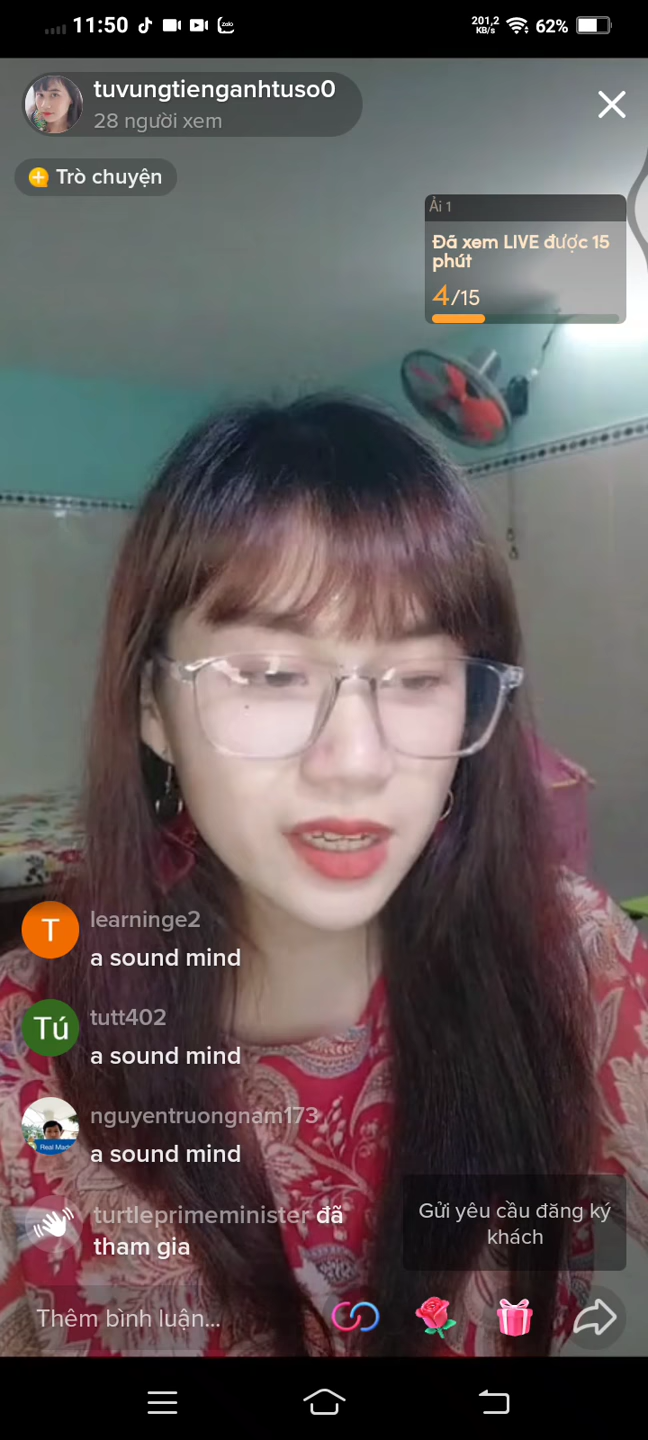 11:50
201,2
KB/s
62%
tuvungtienganhtuso0
28 người xem
Trò chuyện
Ải 1
Đã xem LIVE được 15
phút
4/15
T
learninge2
a sound mind
Tú
tutt402
a sound mind
nguyentruongnam173
Real Mad
a sound mind
turtleprimeminister đã
tham gia
Gửi yêu cầu đăng ký
khách
Thêm bình luận...